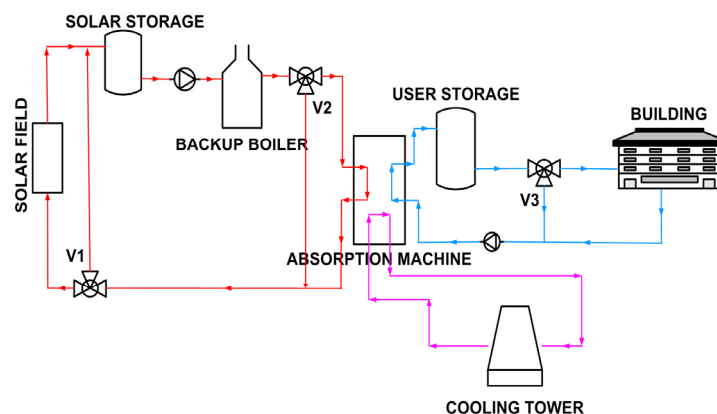 SOLAR STORAGE
V2
BACKUP BOILER
SOLAR FIELD
V1
USER STORAGE
BUILDING
V3
ABSORPTION MACHINE
COOLING TOWER